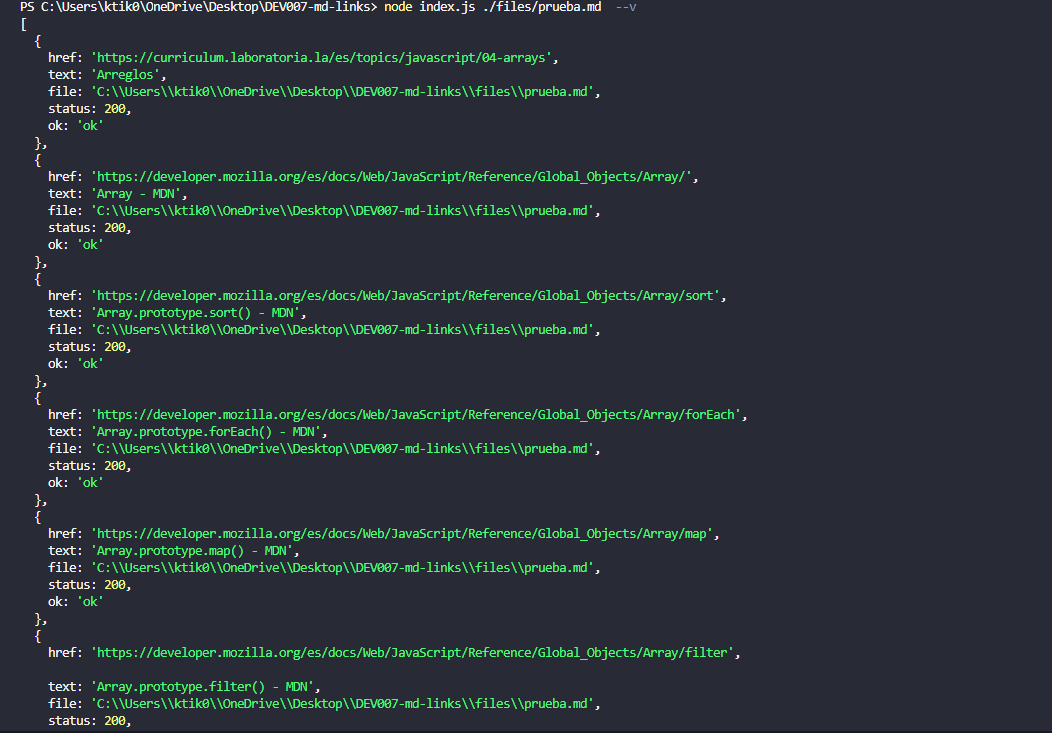 PS C:\Users\ktik0\OneDrive\Desktop\DEV007-md-links> node index.js ./files/prueba.md  --v
[
  {
    href: 'https://curriculum.laboratoria.la/es/topics/javascript/04-arrays',
    text: 'Arreglos',
    file: 'C:\\Users\\ktik0\\OneDrive\\Desktop\\DEV007-md-links\\files\\prueba.md',
    status: 200,
    ok: 'ok'
  },
  {
    href: 'https://developer.mozilla.org/es/docs/Web/JavaScript/Reference/Global_Objects/Array/',
    text: 'Array - MDN',
    file: 'C:\\Users\\ktik0\\OneDrive\\Desktop\\DEV007-md-links\\files\\prueba.md',
    status: 200,
    ok: 'ok'
  },
  {
    href: 'https://developer.mozilla.org/es/docs/Web/JavaScript/Reference/Global_Objects/Array/sort',
    text: 'Array.prototype.sort() - MDN',
    file: 'C:\\Users\\ktik0\\OneDrive\\Desktop\\DEV007-md-links\\files\\prueba.md',
    status: 200,
    ok: 'ok'
  },
  {
    href: 'https://developer.mozilla.org/es/docs/Web/JavaScript/Reference/Global_Objects/Array/forEach',
    text: 'Array.prototype.forEach() - MDN',
    file: 'C:\\Users\\ktik0\\OneDrive\\Desktop\\DEV007-md-links\\files\\prueba.md',
    status: 200,
    ok: 'ok'
  },
  {
    href: 'https://developer.mozilla.org/es/docs/Web/JavaScript/Reference/Global_Objects/Array/map',
    text: 'Array.prototype.map() - MDN',
    file: 'C:\\Users\\ktik0\\OneDrive\\Desktop\\DEV007-md-links\\files\\prueba.md',
    status: 200,
    ok: 'ok'
  },
  {
    href: 'https://developer.mozilla.org/es/docs/Web/JavaScript/Reference/Global_Objects/Array/filter',
    text: 'Array.prototype.filter() - MDN',
    file: 'C:\\Users\\ktik0\\OneDrive\\Desktop\\DEV007-md-links\\files\\prueba.md',
    status: 200,